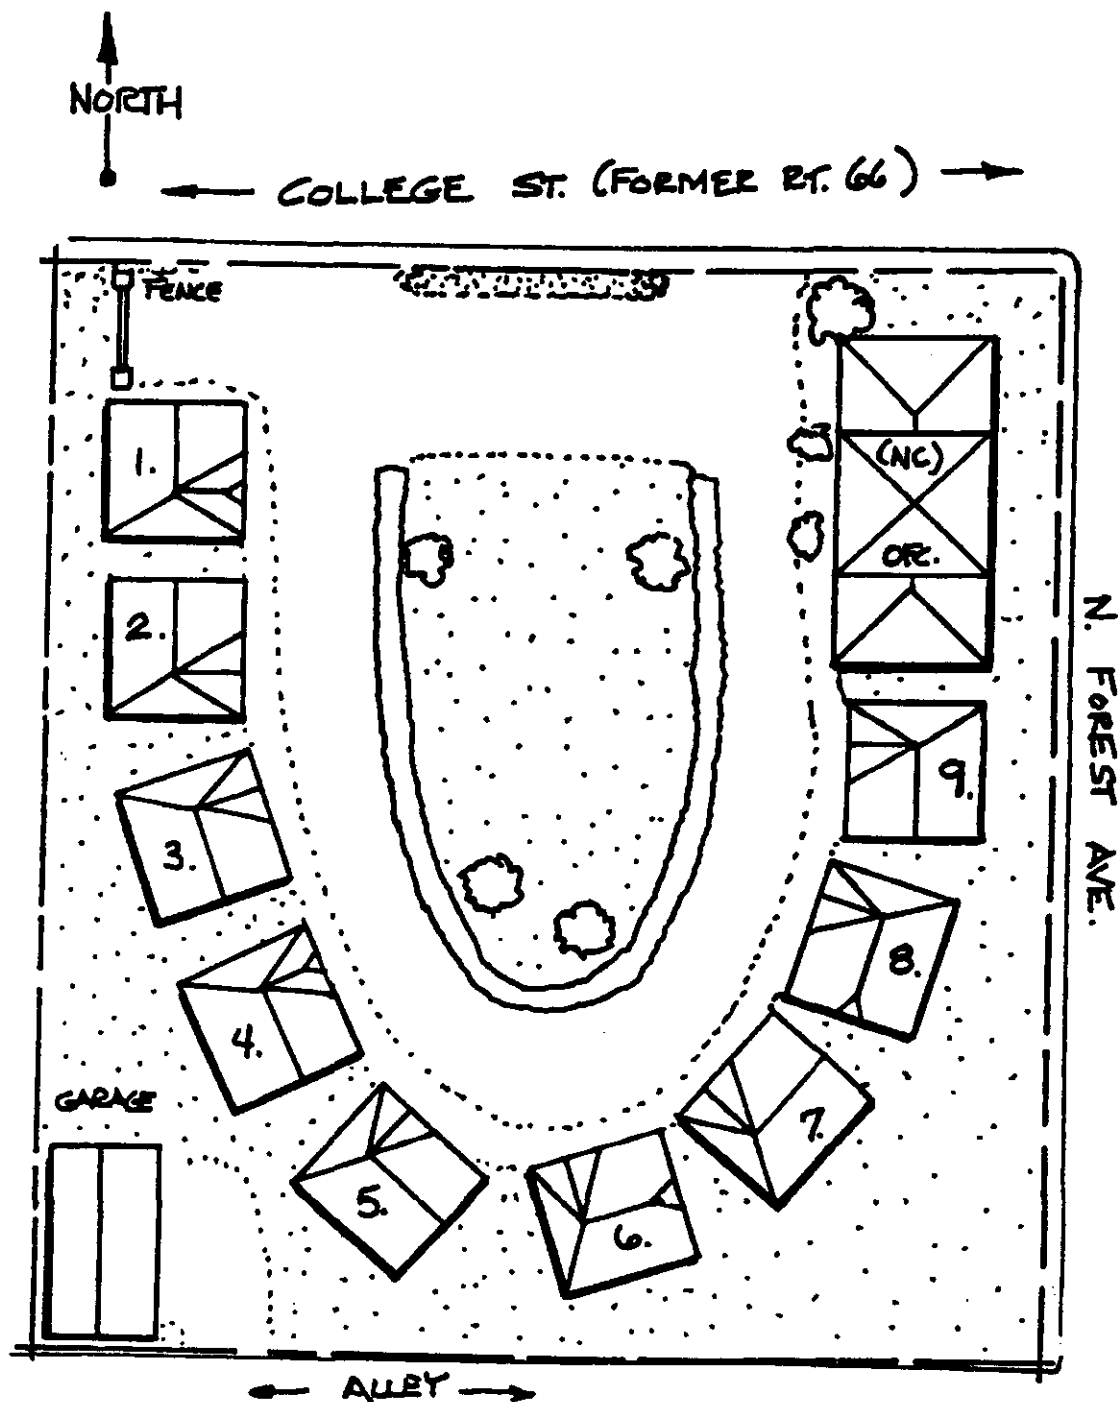 NORTH
COLLEGE ST. (FORMER RT. 66)
FENCE
1.
(NC)
OFC.
2.
N. FOREST AVE.
9.
3.
8.
4.
GARAGE
7.
5.
6.
ALLEY